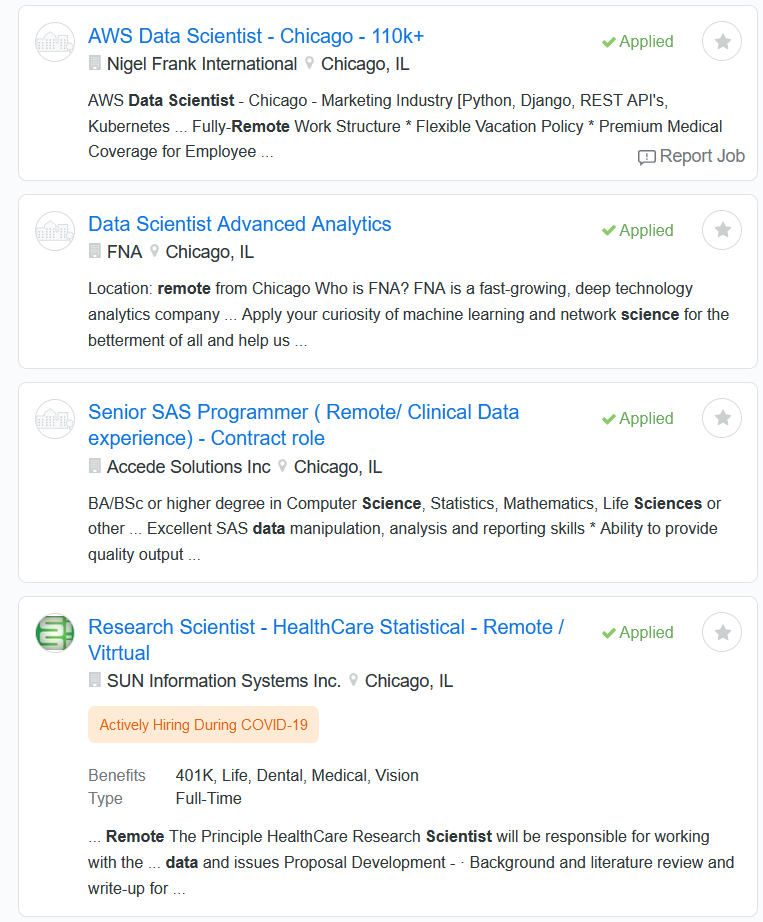 AWS Data Scientist - Chicago - 110k+
Applied
Nigel Frank International Chicago, IL
AWS Data Scientist - Chicago - Marketing Industry [Python, Django, REST API's,
Kubernetes ... Fully-Remote Work Structure * Flexible Vacation Policy * Premium Medical
Coverage for Employee ...
Report Job
Data Scientist Advanced Analytics
Applied
FNA Chicago, IL
Location: remote from Chicago Who is FNA? FNA is a fast-growing, deep technology
analytics company ... Apply your curiosity of machine learning and network science for the
betterment of all and help us ...
Senior SAS Programmer ( Remote/ Clinical Data
experience) - Contract role
Applied
Accede Solutions Inc Chicago, IL
BA/BSc or higher degree in Computer Science, Statistics, Mathematics, Life Sciences or
other ... Excellent SAS data manipulation, analysis and reporting skills * Ability to provide
quality output ...
Research Scientist - HealthCare Statistical - Remote /
Vitrtual
Applied
SUN Information Systems Inc. Chicago, IL
Actively Hiring During COVID-19
Benefits 401K, Life, Dental, Medical, Vision
Type Full-Time
... Remote The Principle HealthCare Research Scientist will be responsible for working
with the ... data and issues Proposal Development - · Background and literature review and
write-up for ...